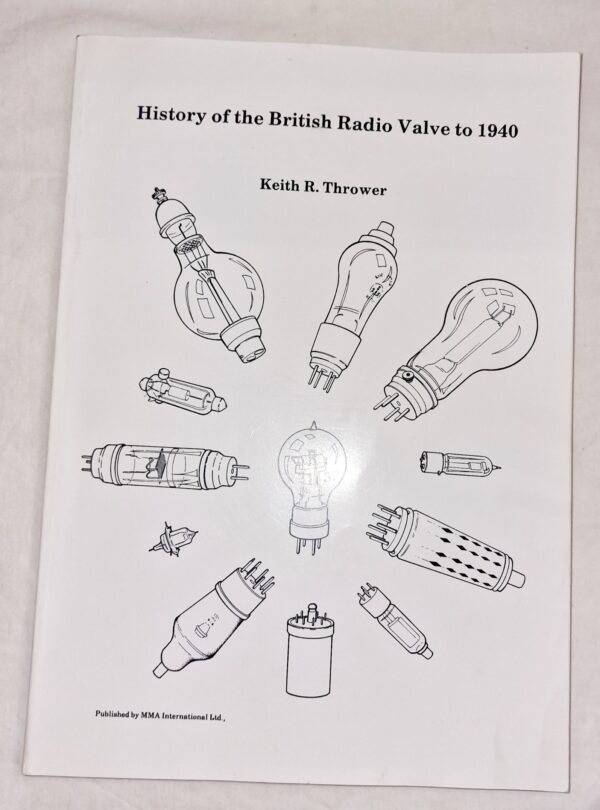 History of the British Radio Valve to 1940
Keith R. Thrower
Published by MMA International Ltd.,